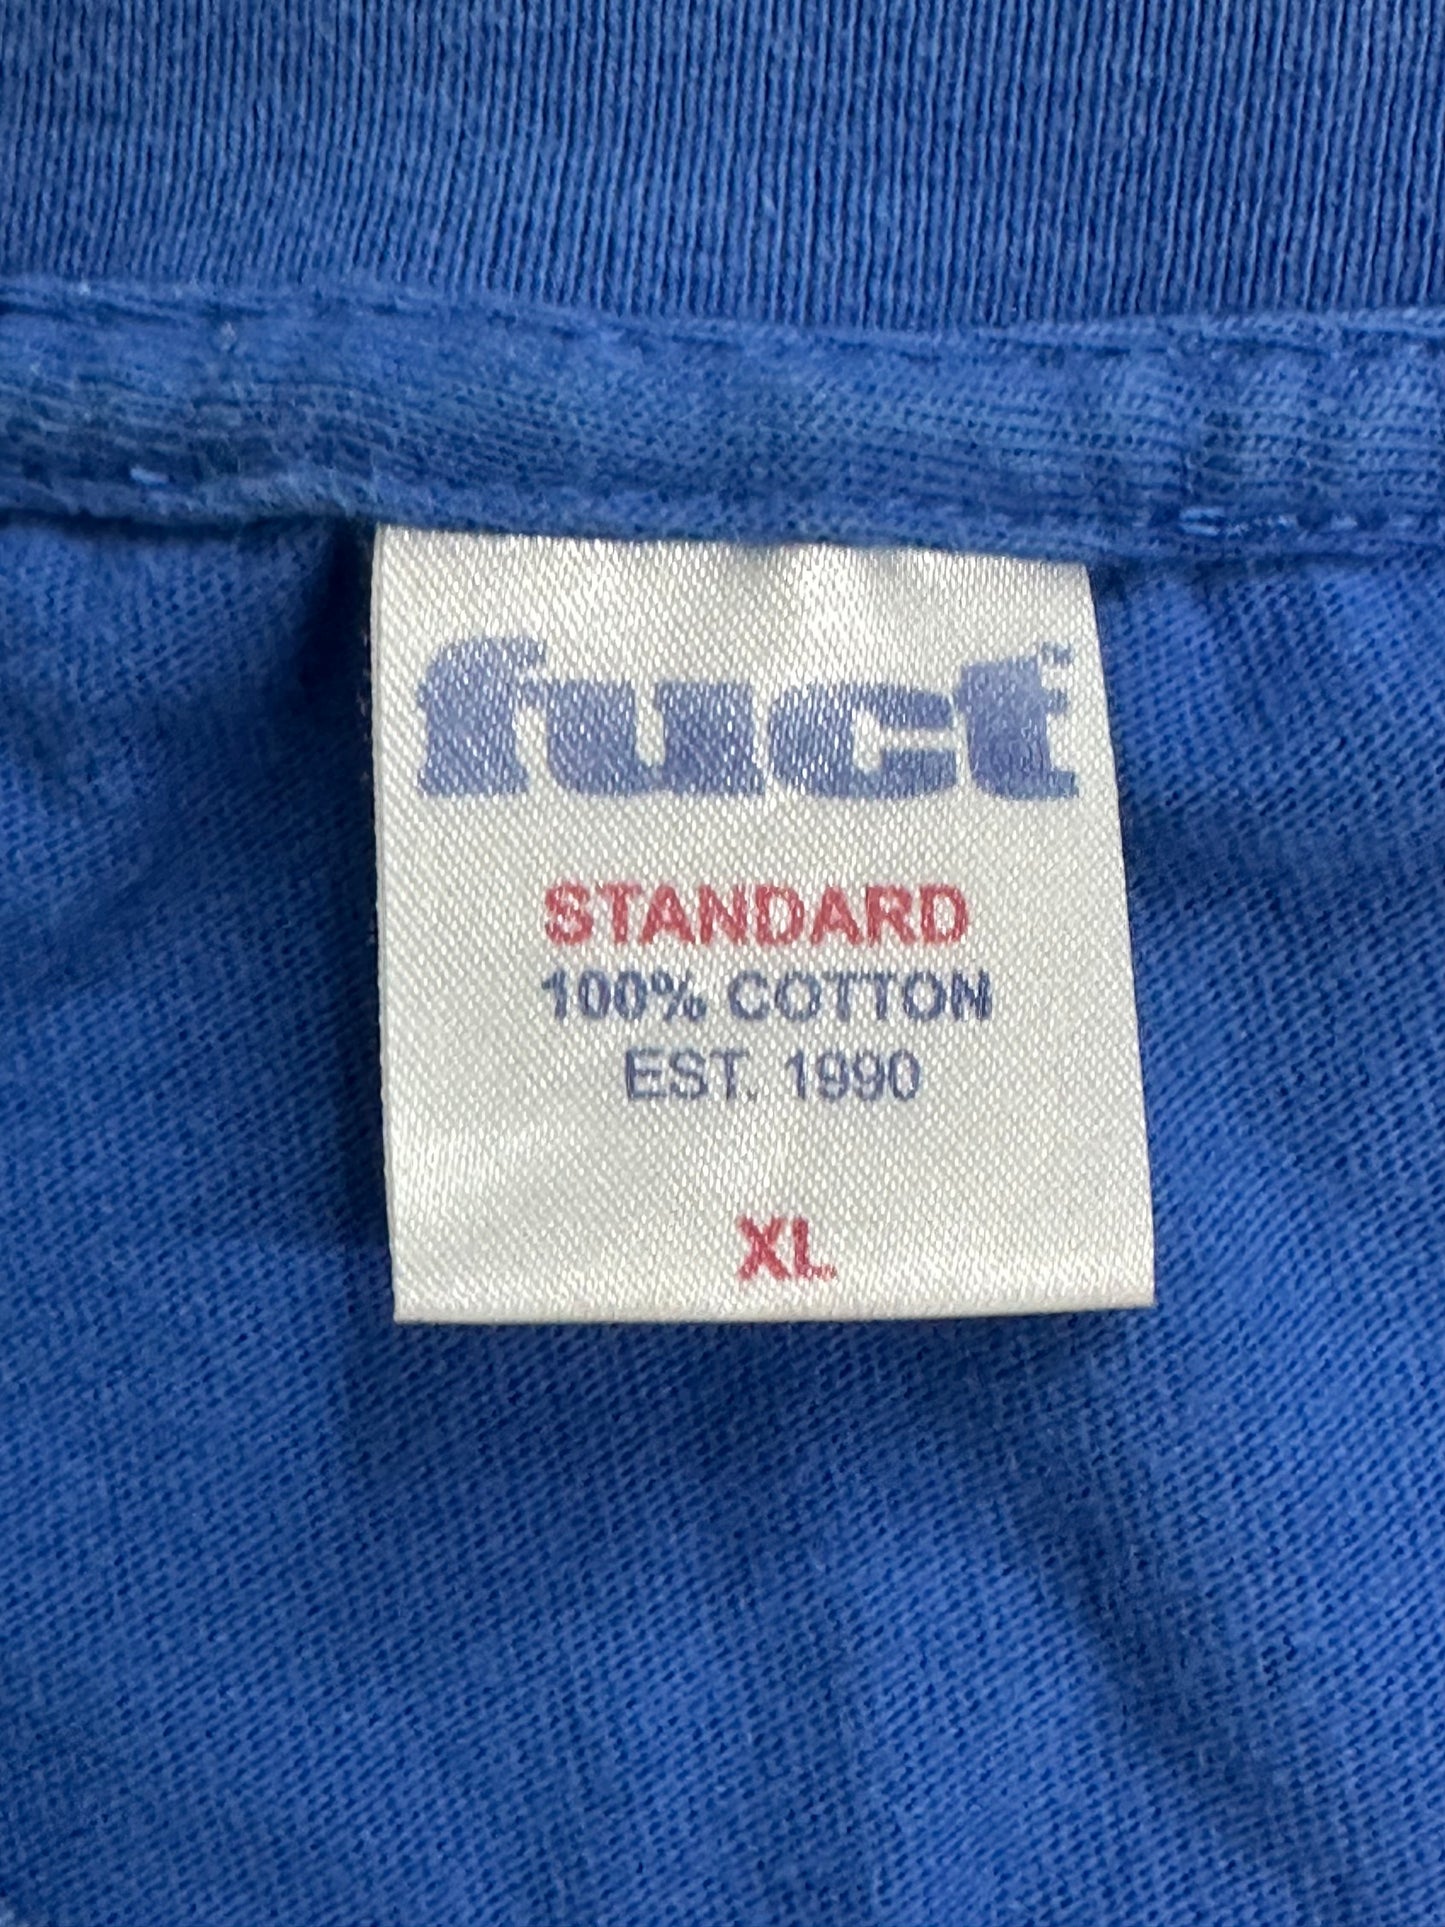 fuct
STANDARD
100% COTTON
EST. 1990
XL